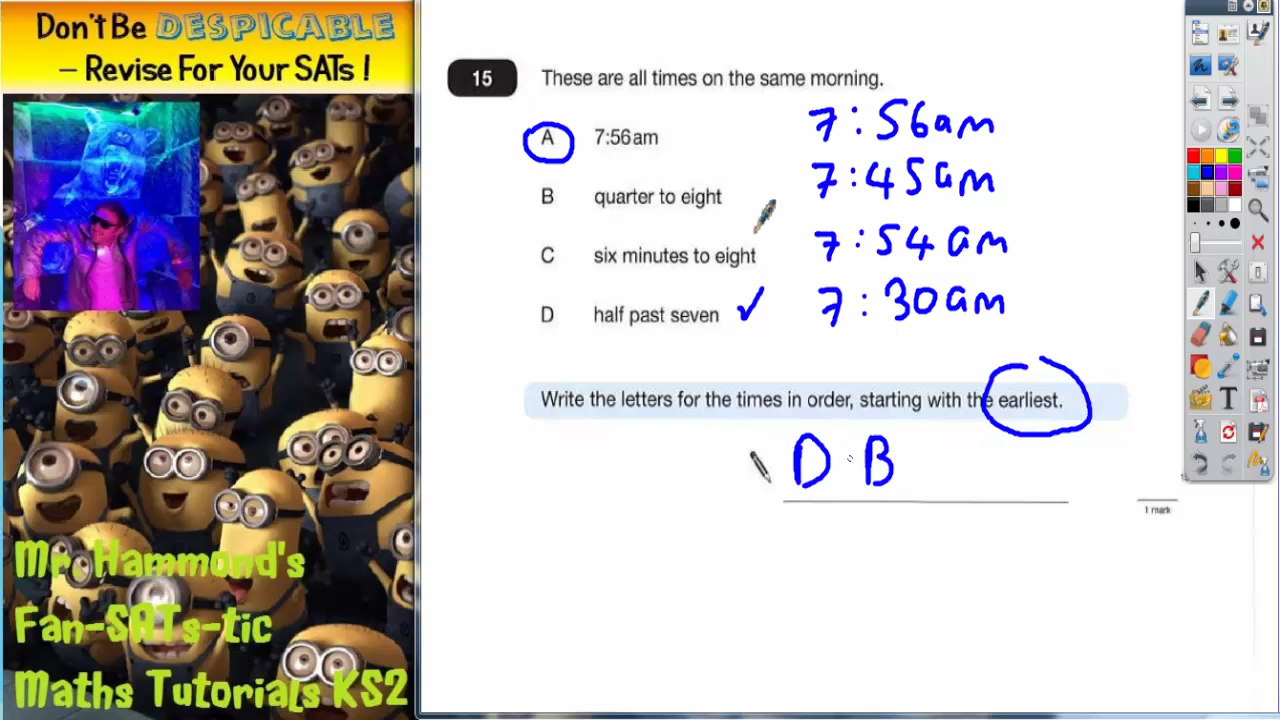 Don't Be DESPICABLE
– Revise For Your SATs !
Mr. Hammond's
Fan-SATs-tic
Maths Tutorials KS2
15 These are all times on the same morning.
A 7:56am 7:56am
B quarter to eight 7:45am
C six minutes to eight 7:54am
D half past seven ✓ 7:30am
Write the letters for the times in order, starting with the earliest.
D B
1 mark